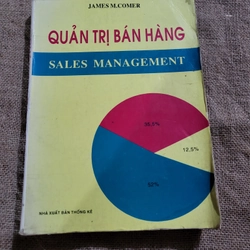 JAMES M.COMER
QUẢN TRỊ BÁN HÀNG
SALES MANAGEMENT
12,5%
NHÀ XUẤT BẢN THỐNG KÊ